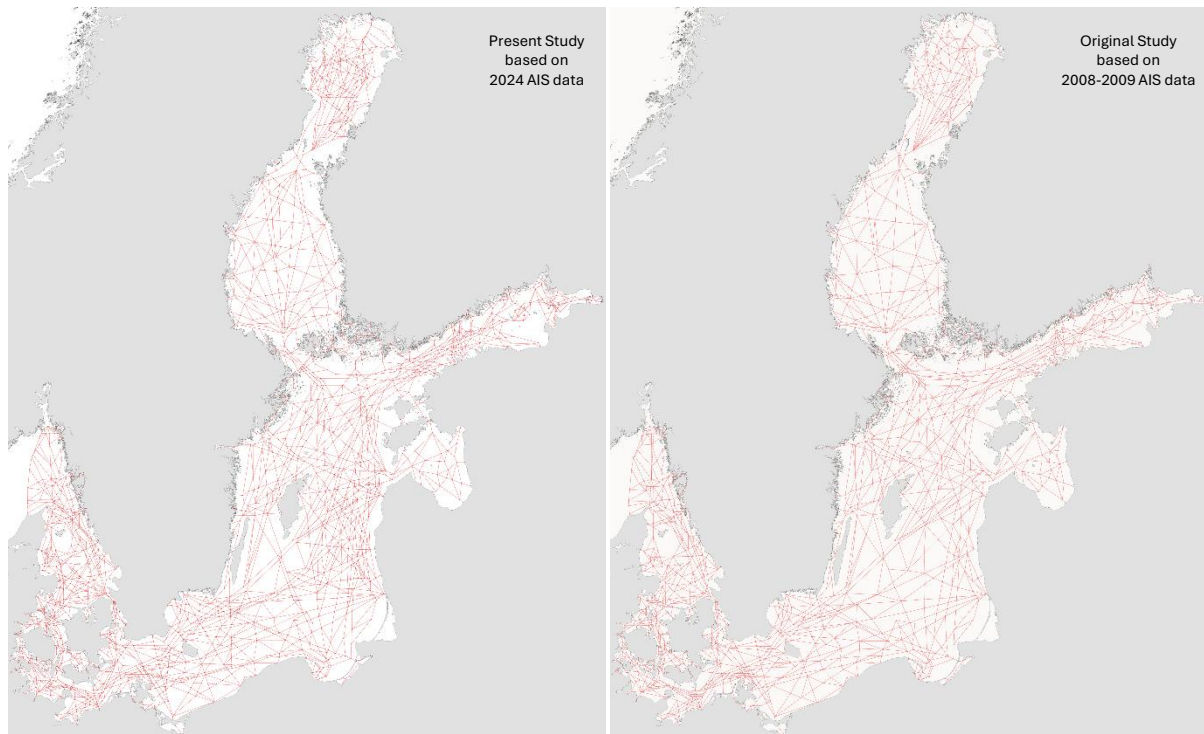 Present Study
based on
2024 AIS data
Original Study
based on
2008-2009 AIS data